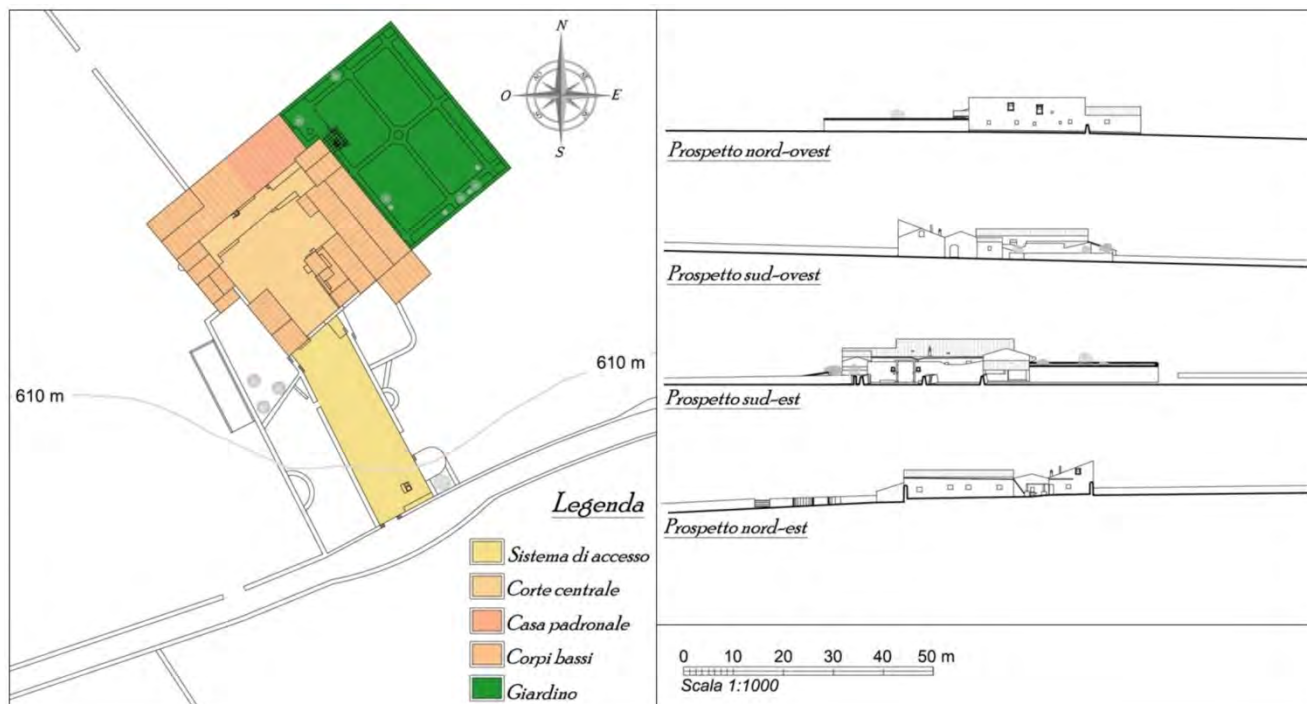 N
O
E
S
610 m
610 m
Legenda
Sistema di accesso
Corte centrale
Casa padronale
Corpi bassi
Giardino
Prospetto nord-ovest
Prospetto sud-ovest
Prospetto sud-est
Prospetto nord-est
0 10 20 30 40 50 m
Scala 1:1000